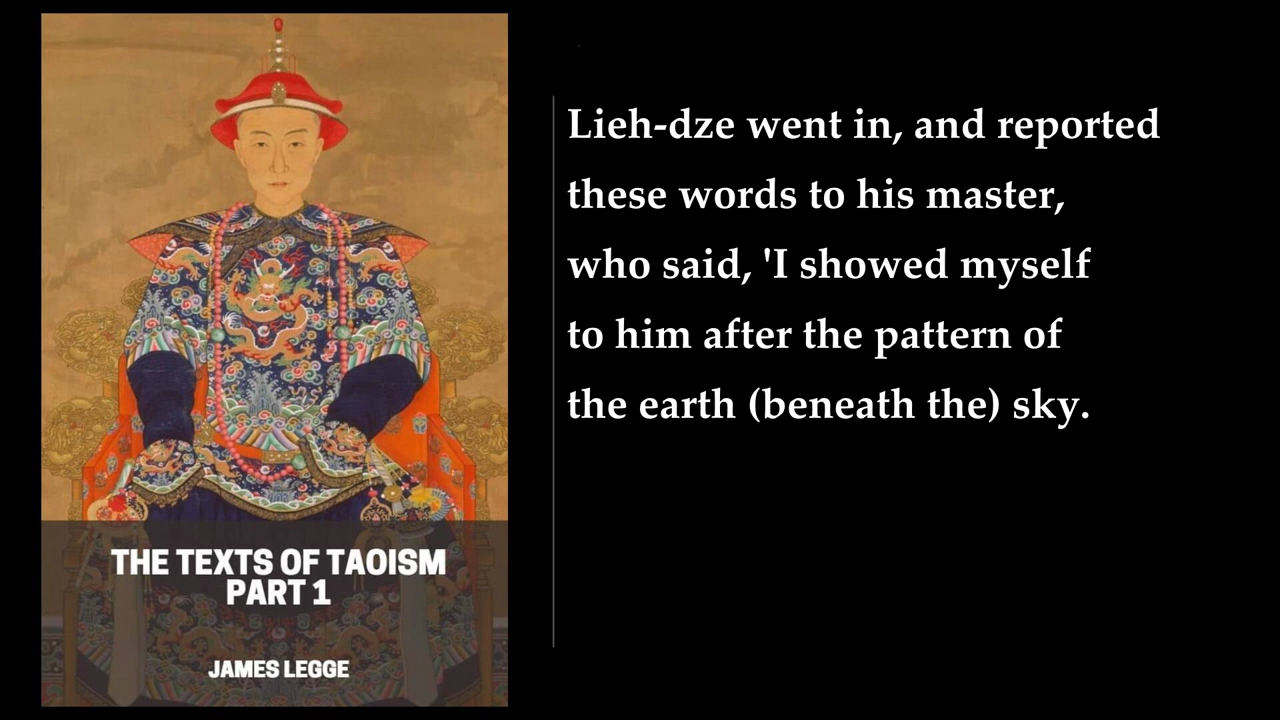 THE TEXTS OF TAOISM
PART 1
JAMES LEGGE
Lieh-dze went in, and reported
these words to his master,
who said, 'I showed myself
to him after the pattern of
the earth (beneath the) sky.